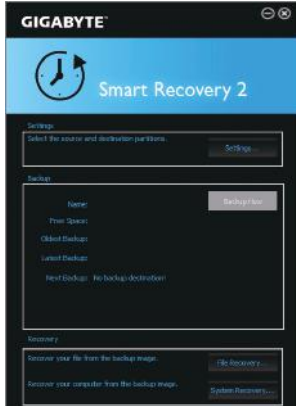 GIGABYTE™
Smart Recovery 2
Settings
Select the source and destination partitions.
Settings...
Backup
Name:
Backup Now
Free Space:
Oldest Backup:
Latest Backup:
Next Backup: No backup destination!
Recovery
Recover your file from the backup image.
File Recovery...
Recover your computer from the backup image.
System Recovery...